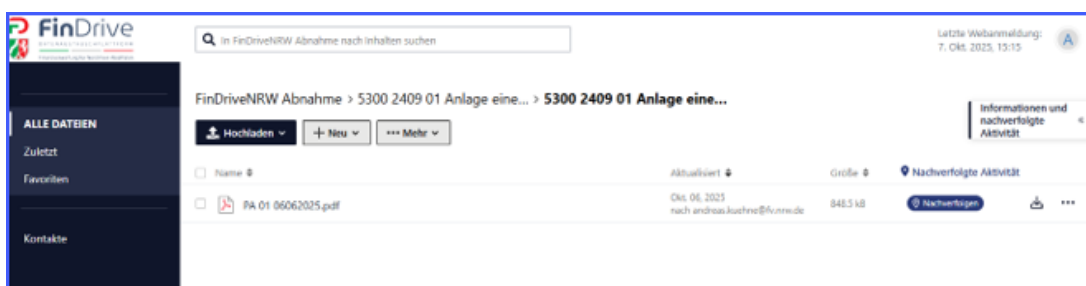 FinDrive
In FinDriveNRW Abnahme nach Inhalten suchen
Letzte Webanmeldung:
7. Okt. 2025, 15:15
A
FinDriveNRW Abnahme > 5300 2409 01 Anlage eine... > 5300 2409 01 Anlage eine...
Informationen und
nachverfolgte
Aktivität
ALLE DATEIEN
Zuletzt
Favoriten
Kontakte
Hochladen
Neu
Mehr
Name
Aktualisiert
Größe
Nachverfolgte Aktivität
PA 01 06062025.pdf
Okt. 06, 2025
nach andreas.kuehne@fv.nrw.de
848.5 kB
Nachverfolgen